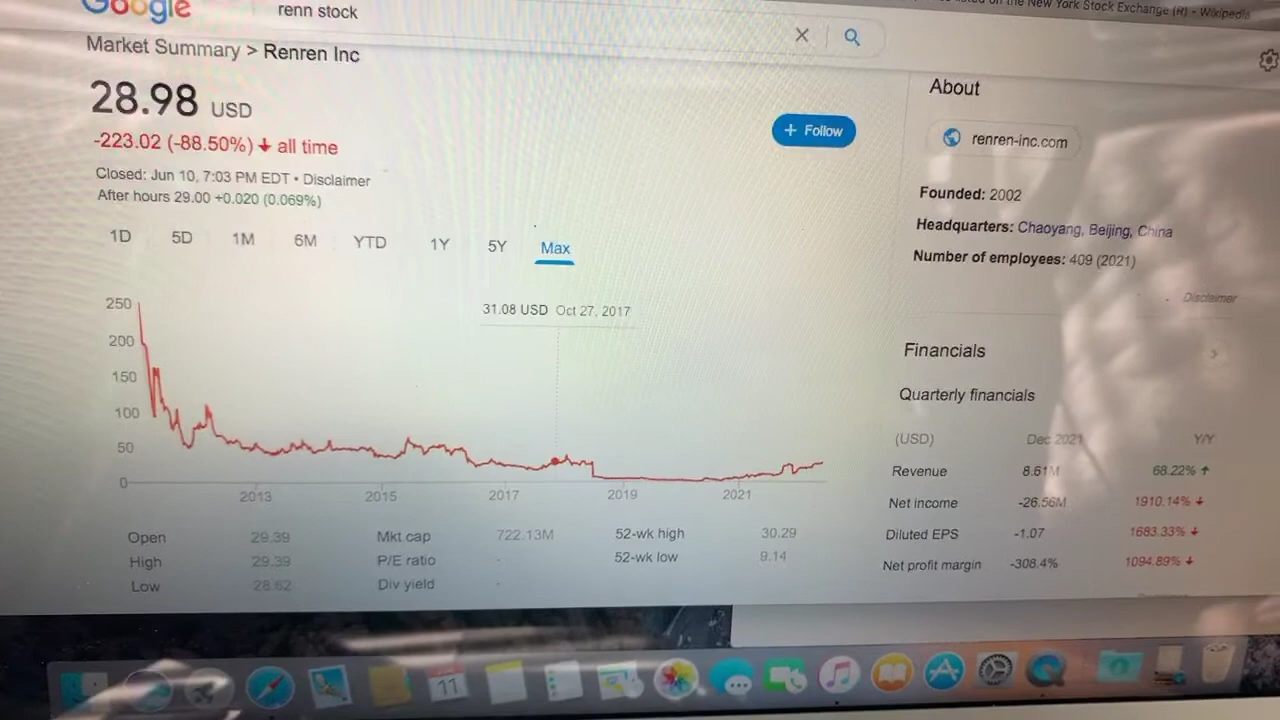 Google
renn stock
listed on the New York Stock Exchange (R) - Wikipedia
Market Summary > Renren Inc
28.98 USD
-223.02 (-88.50%) all time
Closed: Jun 10, 7:03 PM EDT • Disclaimer
After hours 29.00 +0.020 (0.069%)
+ Follow
1D 5D 1M 6M YTD 1Y 5Y Max
31.08 USD Oct 27, 2017
250
200
150
100
50
0
2013 2015 2017 2019 2021
Open 29.39 Mkt cap 722.13M 52-wk high 30.29
High 29.39 P/E ratio - 52-wk low 9.14
Low 28.62 Div yield -
About
renren-inc.com
Founded: 2002
Headquarters: Chaoyang, Beijing, China
Number of employees: 409 (2021)
Disclaimer
Financials
Quarterly financials
(USD) Dec 2021 Y/Y
Revenue 8.61M 68.22%
Net income -26.56M 1910.14%
Diluted EPS -1.07 1683.33%
Net profit margin -308.4% 1094.89%
11